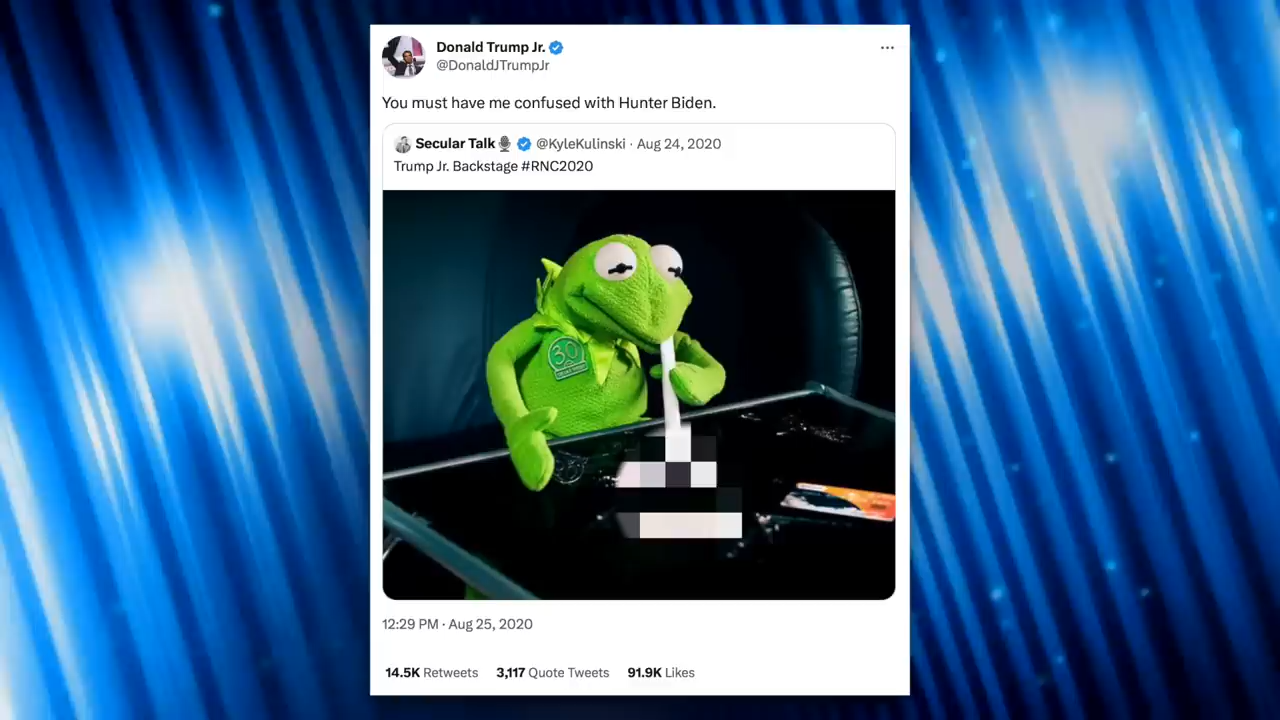 Donald Trump Jr.
@DonaldJTrumpJr
You must have me confused with Hunter Biden.
Secular Talk🎙 @KyleKulinski · Aug 24, 2020
Trump Jr. Backstage #RNC2020
30
12:29 PM · Aug 25, 2020
14.5K Retweets 3,117 Quote Tweets 91.9K Likes